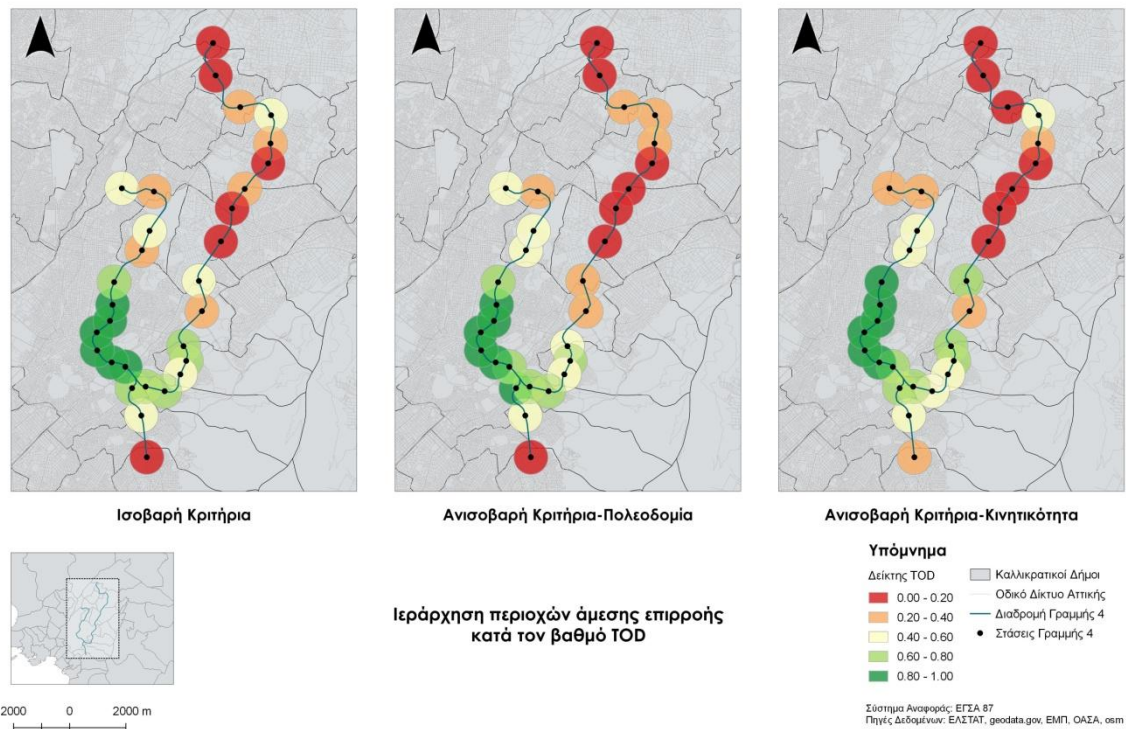 Ισοβαρή Κριτήρια
Ανισοβαρή Κριτήρια-Πολεοδομία
Ανισοβαρή Κριτήρια-Κινητικότητα
Ιεράρχηση περιοχών άμεσης επιρροής
κατά τον βαθμό TOD
2000 0 2000 m
Υπόμνημα
Δείκτης TOD
0.00 - 0.20
0.20 - 0.40
0.40 - 0.60
0.60 - 0.80
0.80 - 1.00
Καλλικρατικοί Δήμοι
Οδικό Δίκτυο Αττικής
Διαδρομή Γραμμής 4
Στάσεις Γραμμής 4
Σύστημα Αναφοράς: ΕΓΣΑ 87
Πηγές Δεδομένων: ΕΛΣΤΑΤ, geodata.gov, ΕΜΠ, ΟΑΣΑ, osm